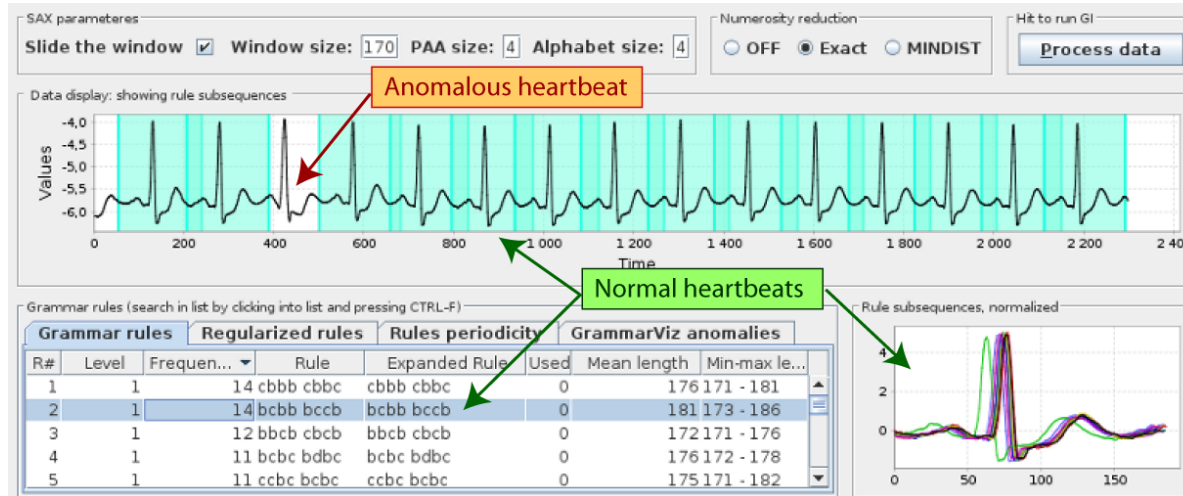 SAX parameteres
Slide the window Window size: 170 PAA size: 4 Alphabet size: 4
Numerosity reduction
OFF Exact MINDIST
Hit to run GI
Process data
Anomalous heartbeat
Data display: showing rule subsequences
Values
-4,0
-4,5
-5,0
-5,5
-6,0
0 200 400 600 800 1 000 1 200 1 400 1 600 1 800 2 000 2 200 2 40
Time
Normal heartbeats
Grammar rules (search in list by clicking into list and pressing CTRL-F)
Grammar rules Regularized rules Rules periodicity GrammarViz anomalies
R# Level Frequen... Rule Expanded Rule Used Mean length Min-max le...
1 1 14 cbbb cbbc cbbb cbbc 0 176 171 - 181
2 1 14 bcbb bccb bcbb bccb 0 181 173 - 186
3 1 12 bbcb cbcb bbcb cbcb 0 172 171 - 176
4 1 11 bcbc bdbc bcbc bdbc 0 176 172 - 178
5 1 11 ccbc bcbc ccbc bcbc 0 175 171 - 182
Rule subsequences, normalized
4
2
0
0 50 100 150